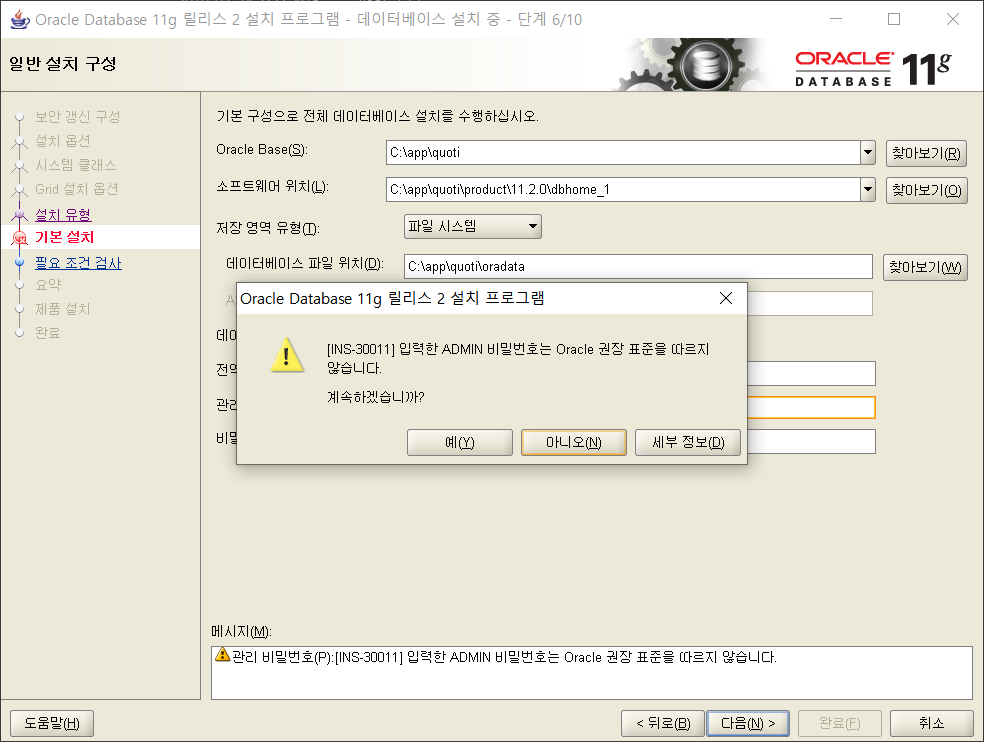 Oracle Database 11g 릴리스 2 설치 프로그램 - 데이터베이스 설치 중 - 단계 6/10
일반 설치 구성
ORACLE
DATABASE 11g
보안 갱신 구성
설치 옵션
시스템 클래스
Grid 설치 옵션
설치 유형
기본 설치
필요 조건 검사
요약
제품 설치
완료
기본 구성으로 전체 데이터베이스 설치를 수행하십시오.
Oracle Base(S): C:\app\quoti 찾아보기(R)
소프트웨어 위치(L): C:\app\quoti\product\11.2.0\dbhome_1 찾아보기(O)
저장 영역 유형(T): 파일 시스템
데이터베이스 파일 위치(D): C:\app\quoti\oradata 찾아보기(W)
Oracle Database 11g 릴리스 2 설치 프로그램
[INS-30011] 입력한 ADMIN 비밀번호는 Oracle 권장 표준을 따르지
않습니다.
계속하겠습니까?
예(Y) 아니오(N) 세부 정보(D)
메시지(M):
관리 비밀번호(P):[INS-30011] 입력한 ADMIN 비밀번호는 Oracle 권장 표준을 따르지 않습니다.
도움말(H) < 뒤로(B) 다음(N) > 완료(F) 취소